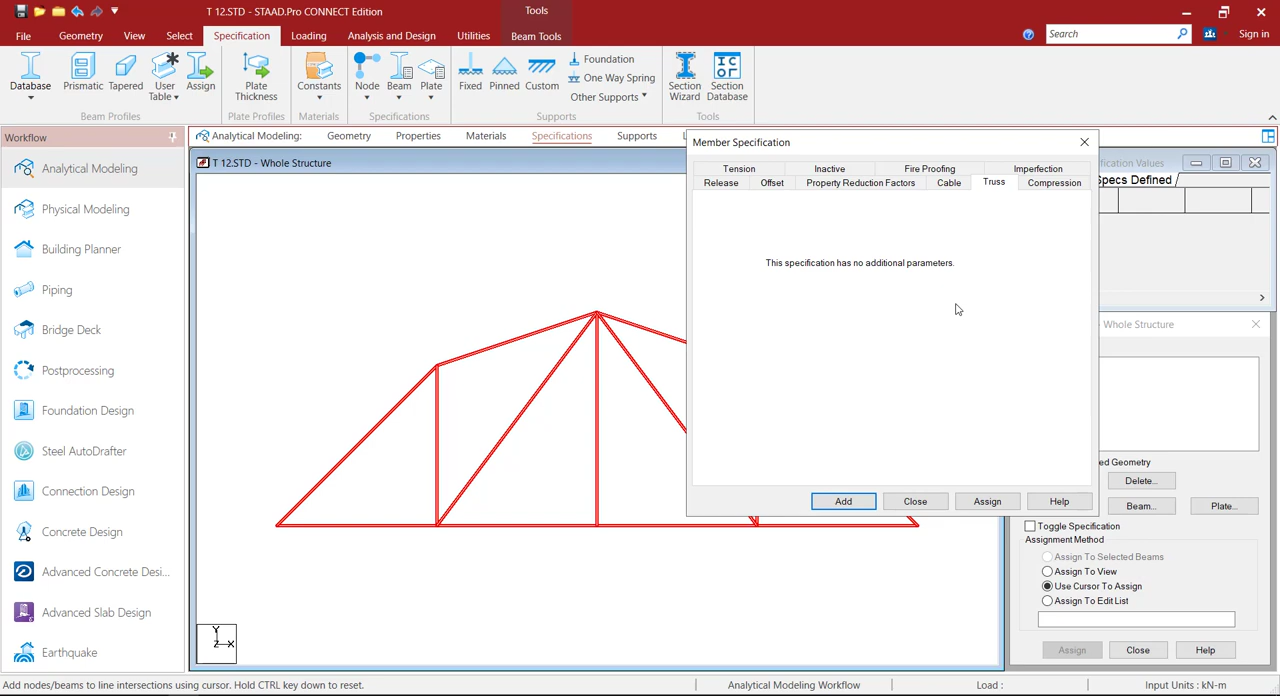 T 12.STD - STAAD.Pro CONNECT Edition
Tools
File Geometry View Select Specification Loading Analysis and Design Utilities Beam Tools
Search
Sign in
Database Prismatic Tapered User Table Assign
Beam Profiles
Plate Thickness
Plate Profiles
Constants
Materials
Node Beam Plate
Specifications
Fixed Pinned Custom
Foundation
One Way Spring
Other Supports
Supports
Section Wizard Section Database
Tools
Workflow
Analytical Modeling
Physical Modeling
Building Planner
Piping
Bridge Deck
Postprocessing
Foundation Design
Steel AutoDrafter
Connection Design
Concrete Design
Advanced Concrete Desi...
Advanced Slab Design
Earthquake
Analytical Modeling: Geometry Properties Materials Specifications Supports L
T 12.STD - Whole Structure
Y
Z X
Member Specification
Tension Inactive Fire Proofing Imperfection
Release Offset Property Reduction Factors Cable Truss Compression
This specification has no additional parameters.
Add Close Assign Help
fication Values
Specs Defined
Whole Structure
ed Geometry
Delete...
Beam... Plate...
Toggle Specification
Assignment Method
Assign To Selected Beams
Assign To View
Use Cursor To Assign
Assign To Edit List
Assign Close Help
Add nodes/beams to line intersections using cursor. Hold CTRL key down to reset.
Analytical Modeling Workflow
Load :
Input Units : kN-m